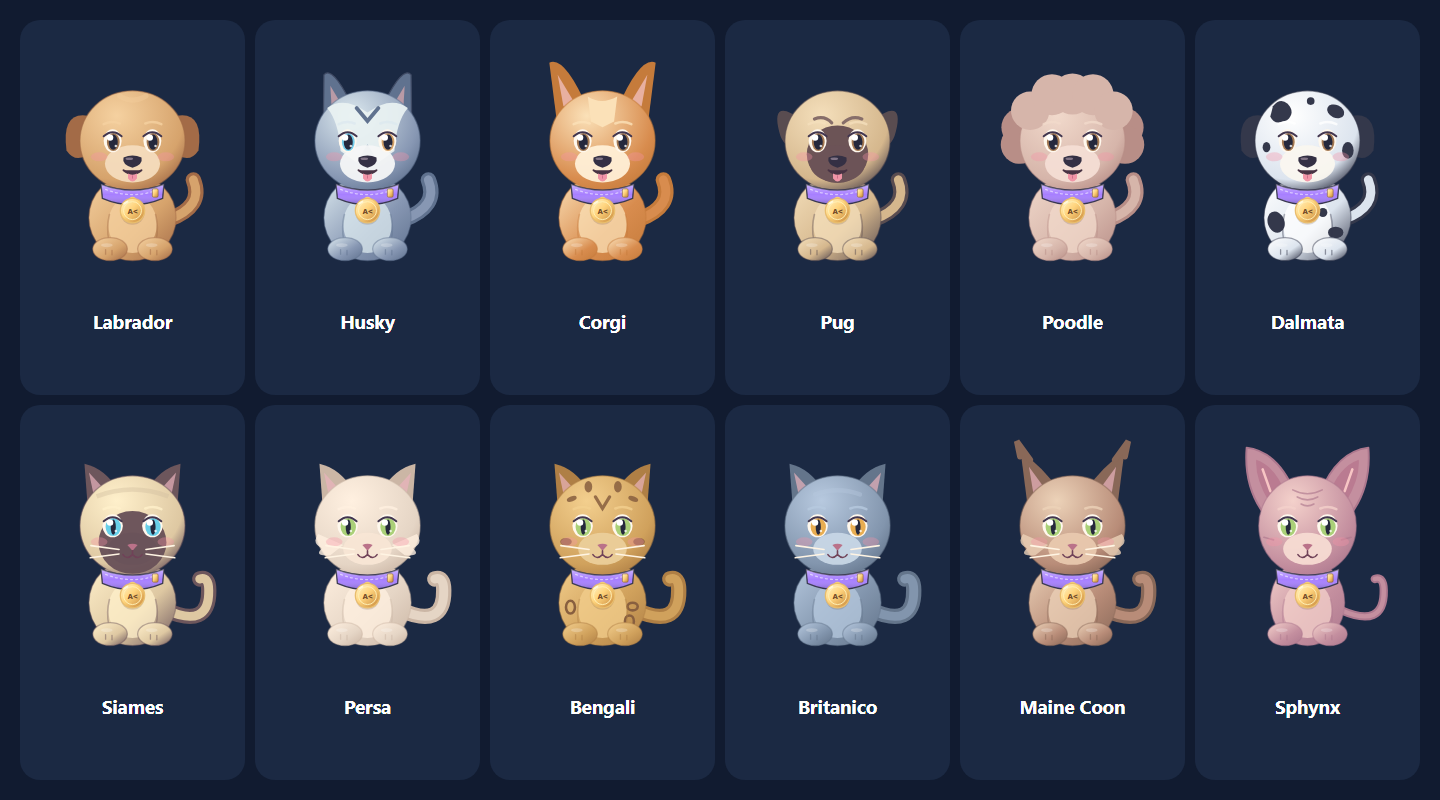 A<
A<
A<
A<
A<
A<
Labrador
Husky
Corgi
Pug
Poodle
Dalmata
A<
A<
A<
A<
A<
A<
Siames
Persa
Bengali
Britanico
Maine Coon
Sphynx